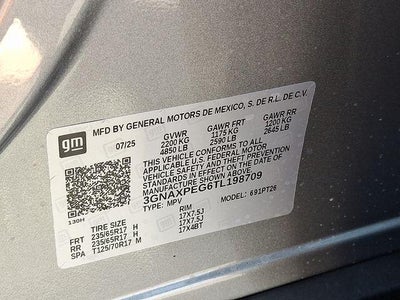 gm
MFD BY GENERAL MOTORS DE MEXICO, S. DE R.L. DE C.V.
07/25 GVWR GAWR FRT GAWR RR
2200 KG 1175 KG 1200 KG
4850 LB 2590 LB 2645 LB
THIS VEHICLE CONFORMS TO ALL
APPLICABLE U.S. FEDERAL MOTOR
VEHICLE SAFETY AND THEFT PREVENTION
STANDARDS IN EFFECT ON THE DATE OF
MANUFACTURE SHOWN ABOVE.
3GNAXPEG6TL198709
TYPE: MPV MODEL: 691PT26
130H
TIRE SIZE RIM
FRT 235/65R17 H 17X7.5J
RR 235/65R17 H 17X7.5J
SPA T125/70R17 M 17X4BT